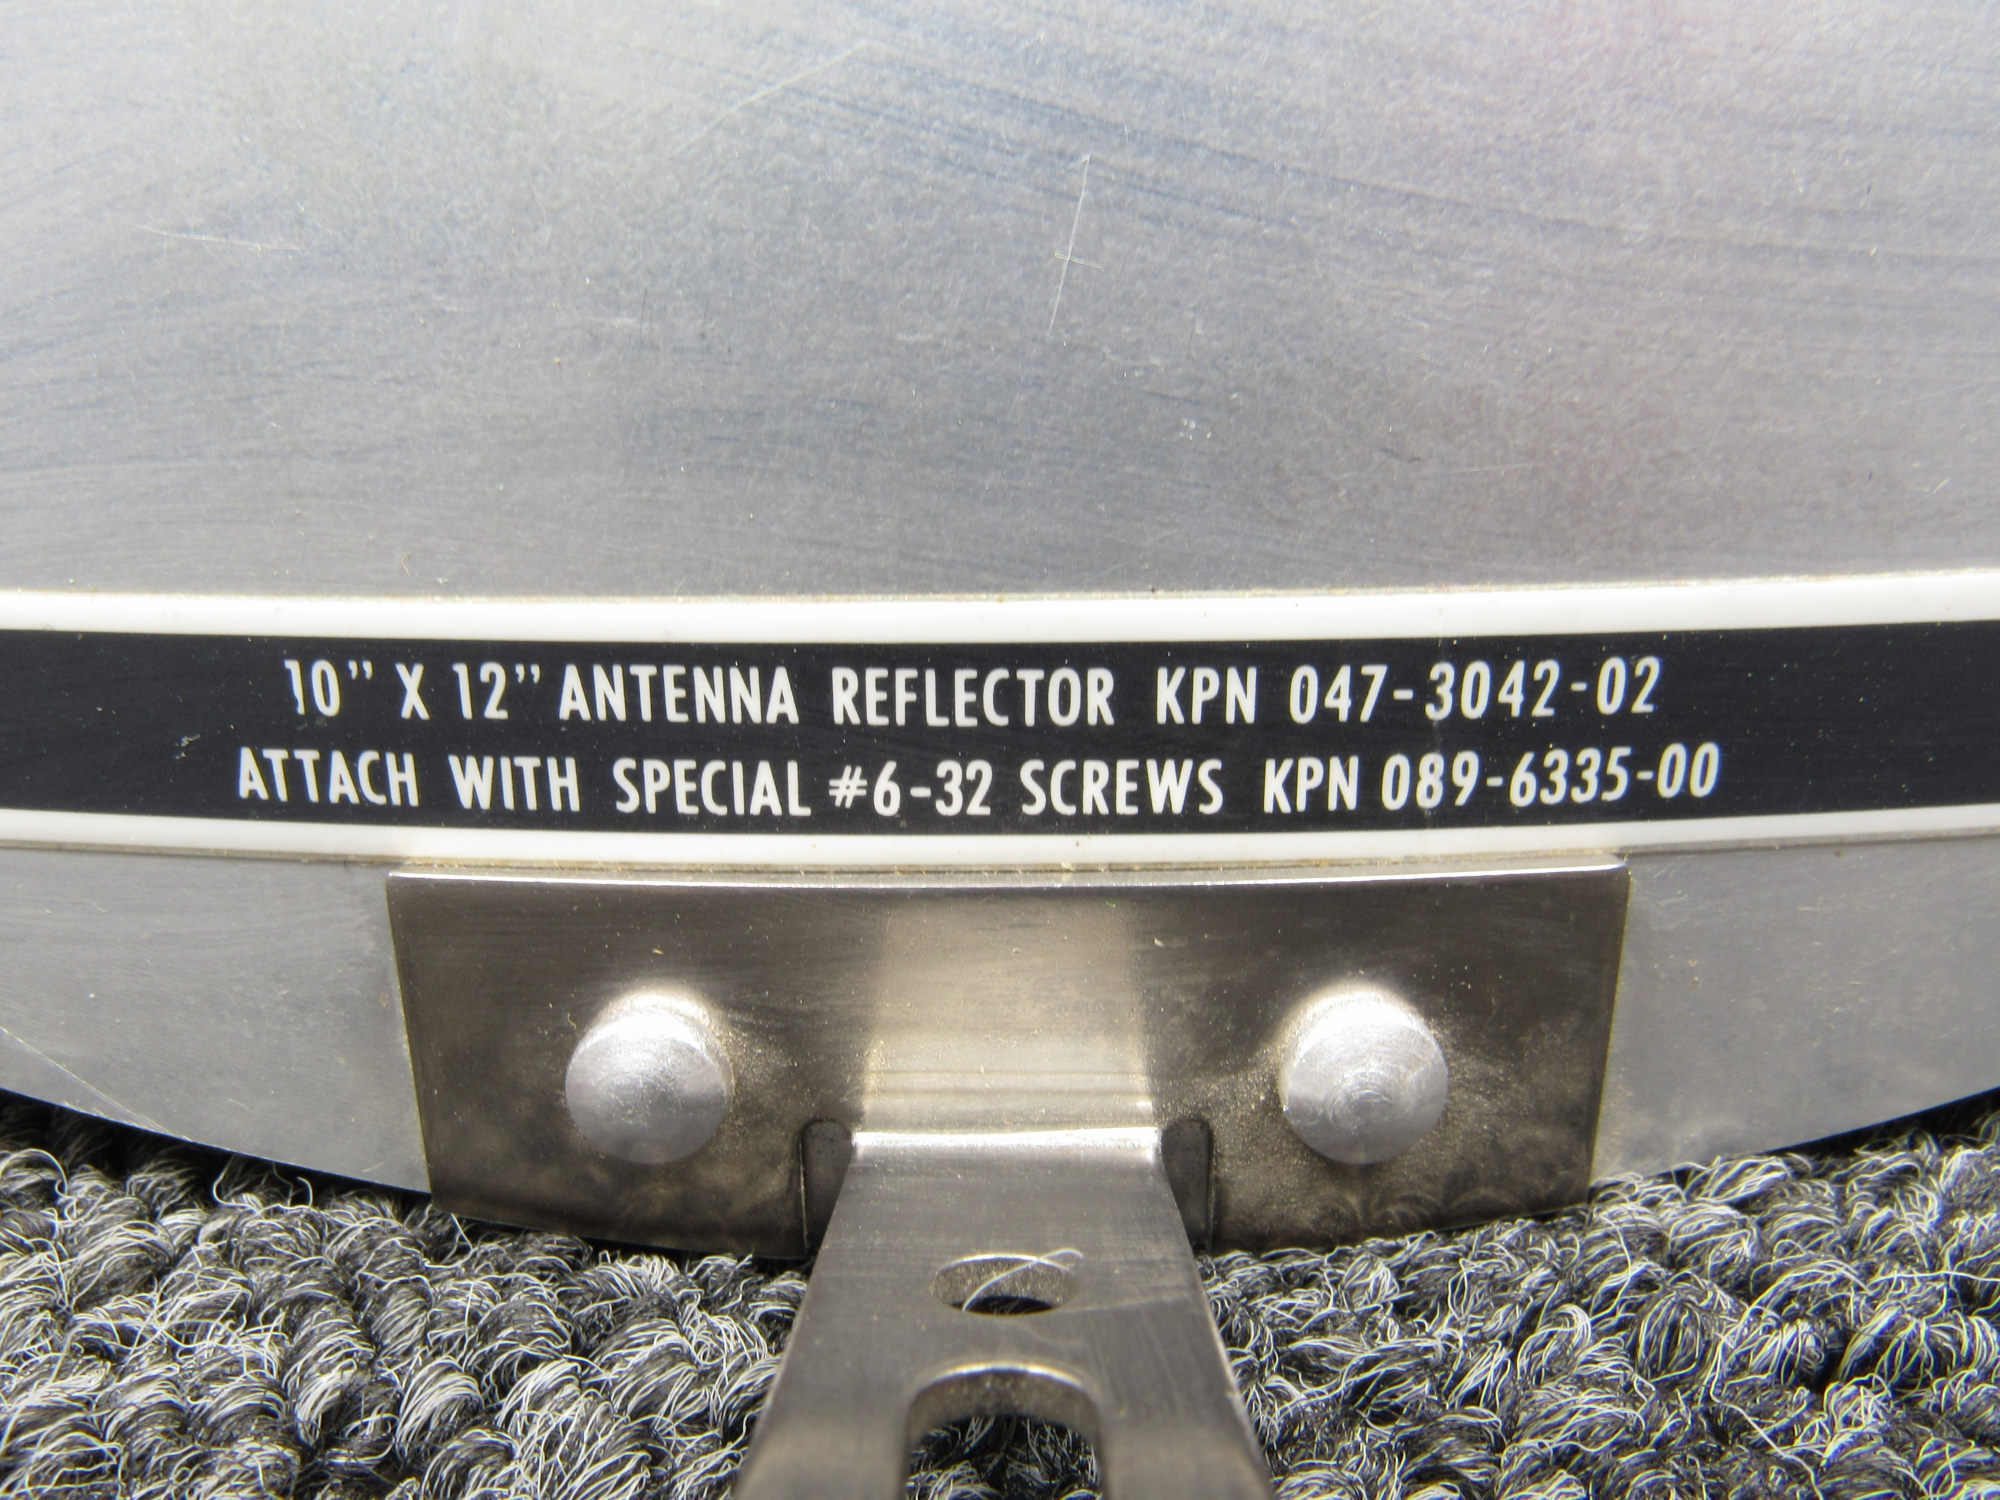 10" X 12" ANTENNA REFLECTOR KPN 047-3042-02
ATTACH WITH SPECIAL #6-32 SCREWS KPN 089-6335-00